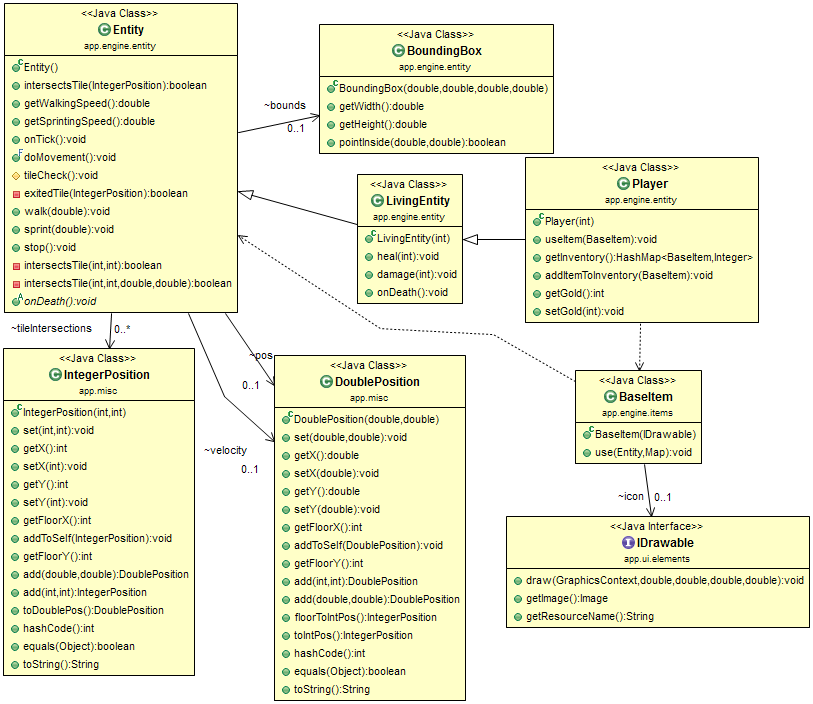 <<Java Class>>
Entity
app.engine.entity
Entity()
intersectsTile(IntegerPosition):boolean
getWalkingSpeed():double
getSprintingSpeed():double
onTick():void
doMovement():void
tileCheck():void
exitedTile(IntegerPosition):boolean
walk(double):void
sprint(double):void
stop():void
intersectsTile(int,int):boolean
intersectsTile(int,int,double,double):boolean
onDeath():void
~bounds
0..1
<<Java Class>>
BoundingBox
app.engine.entity
BoundingBox(double,double,double,double)
getWidth():double
getHeight():double
pointInside(double,double):boolean
<<Java Class>>
LivingEntity
app.engine.entity
LivingEntity(int)
heal(int):void
damage(int):void
onDeath():void
<<Java Class>>
Player
app.engine.entity
Player(int)
useItem(BaseItem):void
getInventory():HashMap<BaseItem,Integer>
addItemToInventory(BaseItem):void
getGold():int
setGold(int):void
~tileIntersections
0..*
<<Java Class>>
IntegerPosition
app.misc
IntegerPosition(int,int)
set(int,int):void
getX():int
setX(int):void
getY():int
setY(int):void
getFloorX():int
addToSelf(IntegerPosition):void
getFloorY():int
add(double,double):DoublePosition
add(int,int):IntegerPosition
toDoublePos():DoublePosition
hashCode():int
equals(Object):boolean
toString():String
~pos
0..1
~velocity
0..1
<<Java Class>>
DoublePosition
app.misc
DoublePosition(double,double)
set(double,double):void
getX():double
setX(double):void
getY():double
setY(double):void
getFloorX():int
addToSelf(DoublePosition):void
getFloorY():int
add(int,int):DoublePosition
add(double,double):DoublePosition
floorToIntPos():IntegerPosition
toIntPos():IntegerPosition
hashCode():int
equals(Object):boolean
toString():String
<<Java Class>>
BaseItem
app.engine.items
BaseItem(IDrawable)
use(Entity,Map):void
~icon
0..1
<<Java Interface>>
IDrawable
app.ui.elements
draw(GraphicsContext,double,double,double,double):void
getImage():Image
getResourceName():String